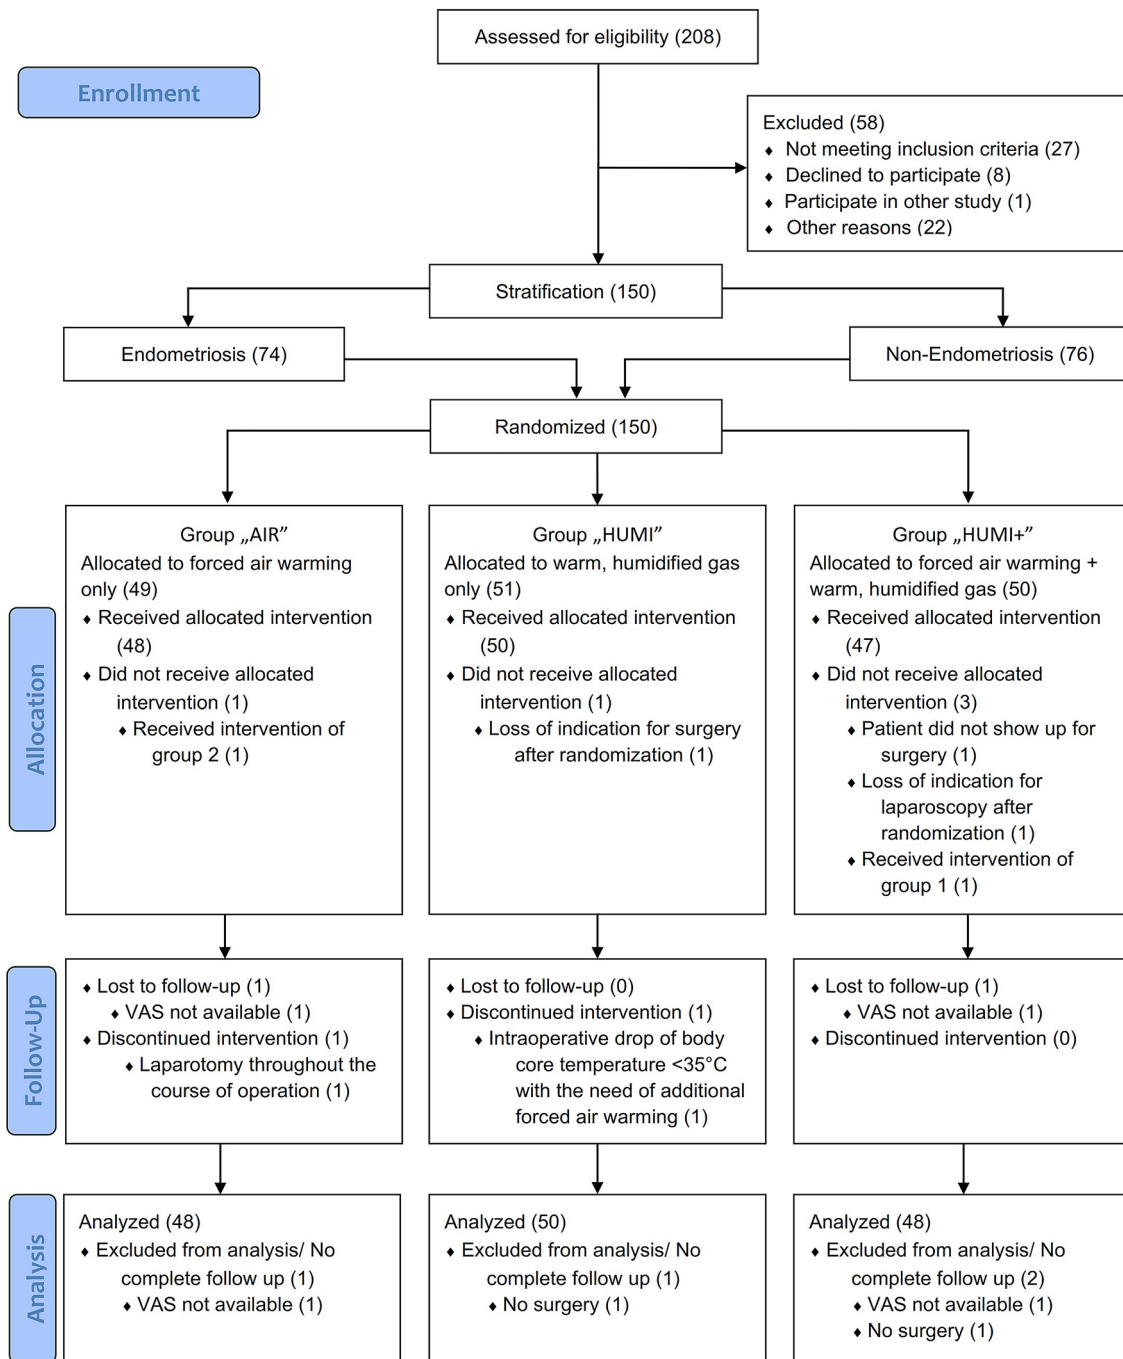 Assessed for eligibility (208)
Enrollment
Excluded (58)
♦ Not meeting inclusion criteria (27)
♦ Declined to participate (8)
♦ Participate in other study (1)
♦ Other reasons (22)
Stratification (150)
Endometriosis (74)
Non-Endometriosis (76)
Randomized (150)
Allocation
Group „AIR”
Allocated to forced air warming
only (49)
♦ Received allocated intervention
(48)
♦ Did not receive allocated
intervention (1)
♦ Received intervention of
group 2 (1)
Group „HUMI”
Allocated to warm, humidified gas
only (51)
♦ Received allocated intervention
(50)
♦ Did not receive allocated
intervention (1)
♦ Loss of indication for surgery
after randomization (1)
Group „HUMI+”
Allocated to forced air warming +
warm, humidified gas (50)
♦ Received allocated intervention
(47)
♦ Did not receive allocated
intervention (3)
♦ Patient did not show up for
surgery (1)
♦ Loss of indication for
laparoscopy after
randomization (1)
♦ Received intervention of
group 1 (1)
Follow-Up
♦ Lost to follow-up (1)
♦ VAS not available (1)
♦ Discontinued intervention (1)
♦ Laparotomy throughout the
course of operation (1)
♦ Lost to follow-up (0)
♦ Discontinued intervention (1)
♦ Intraoperative drop of body
core temperature <35°C
with the need of additional
forced air warming (1)
♦ Lost to follow-up (1)
♦ VAS not available (1)
♦ Discontinued intervention (0)
Analysis
Analyzed (48)
♦ Excluded from analysis/ No
complete follow up (1)
♦ VAS not available (1)
Analyzed (50)
♦ Excluded from analysis/ No
complete follow up (1)
♦ No surgery (1)
Analyzed (48)
♦ Excluded from analysis/ No
complete follow up (2)
♦ VAS not available (1)
♦ No surgery (1)